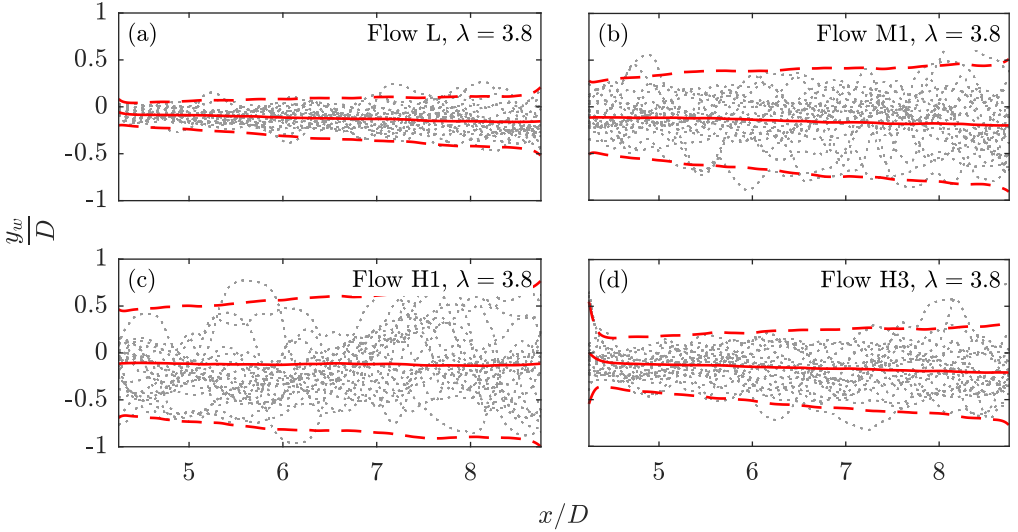 (a) Flow L, λ = 3.8
(b) Flow M1, λ = 3.8
1
0.5
0
-0.5
-1
(c) Flow H1, λ = 3.8
(d) Flow H3, λ = 3.8
1
0.5
0
-0.5
-1
5 6 7 8
5 6 7 8
y_w/D
x/D